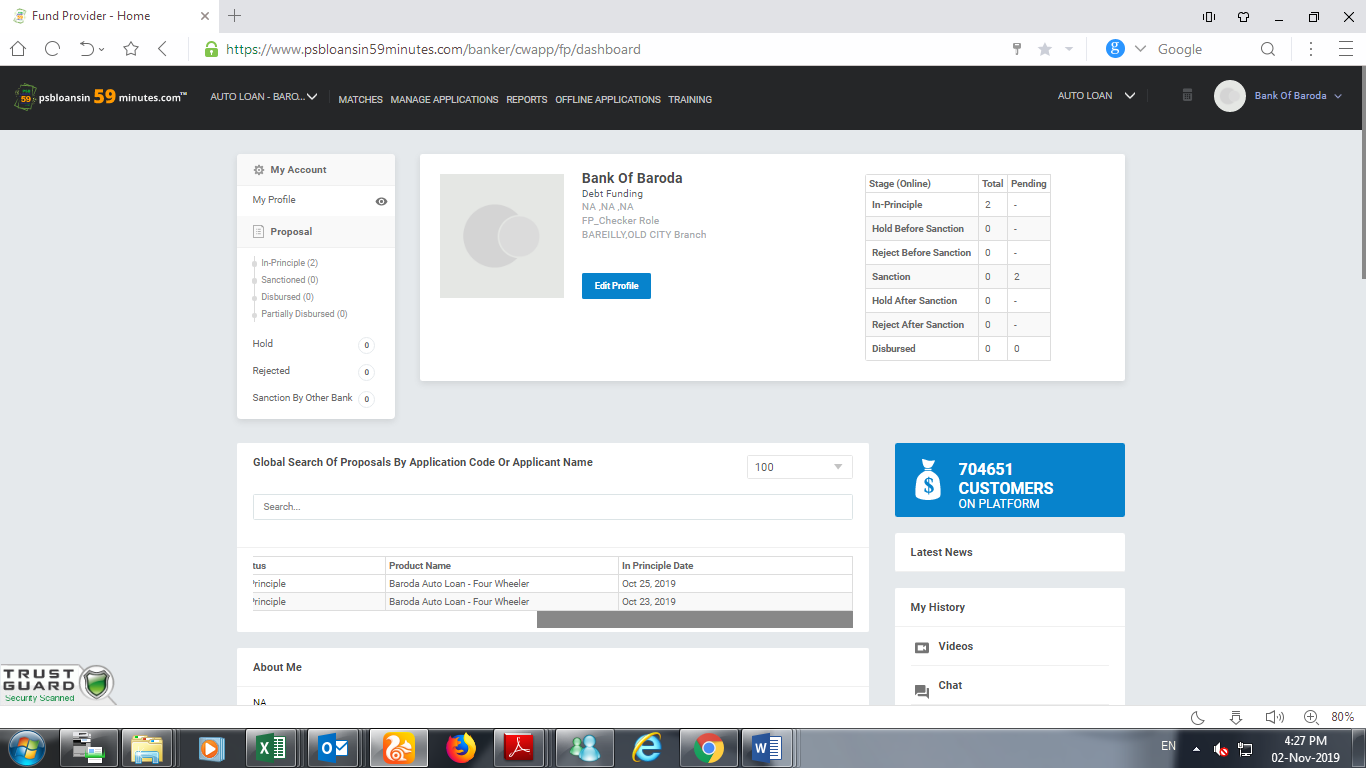 Fund Provider - Home
https://www.psbloansin59minutes.com/banker/cwapp/fp/dashboard
Google
psbloansin 59 minutes.com™
AUTO LOAN - BARO...
MATCHES
MANAGE APPLICATIONS
REPORTS
OFFLINE APPLICATIONS
TRAINING
AUTO LOAN
Bank Of Baroda
My Account
My Profile
Proposal
In-Principle (2)
Sanctioned (0)
Disbursed (0)
Partially Disbursed (0)
Hold 0
Rejected 0
Sanction By Other Bank 0
Bank Of Baroda
Debt Funding
NA ,NA ,NA
FP_Checker Role
BAREILLY,OLD CITY Branch
Edit Profile
Stage (Online) Total Pending
In-Principle 2 -
Hold Before Sanction 0 -
Reject Before Sanction 0 -
Sanction 0 2
Hold After Sanction 0 -
Reject After Sanction 0 -
Disbursed 0 0
Global Search Of Proposals By Application Code Or Applicant Name
100
Search...
tus Product Name In Principle Date
Principle Baroda Auto Loan - Four Wheeler Oct 25, 2019
Principle Baroda Auto Loan - Four Wheeler Oct 23, 2019
About Me
NA
704651
CUSTOMERS
ON PLATFORM
Latest News
My History
Videos
Chat
TRUST
GUARD
Security Scanned
80%
EN
4:27 PM
02-Nov-2019